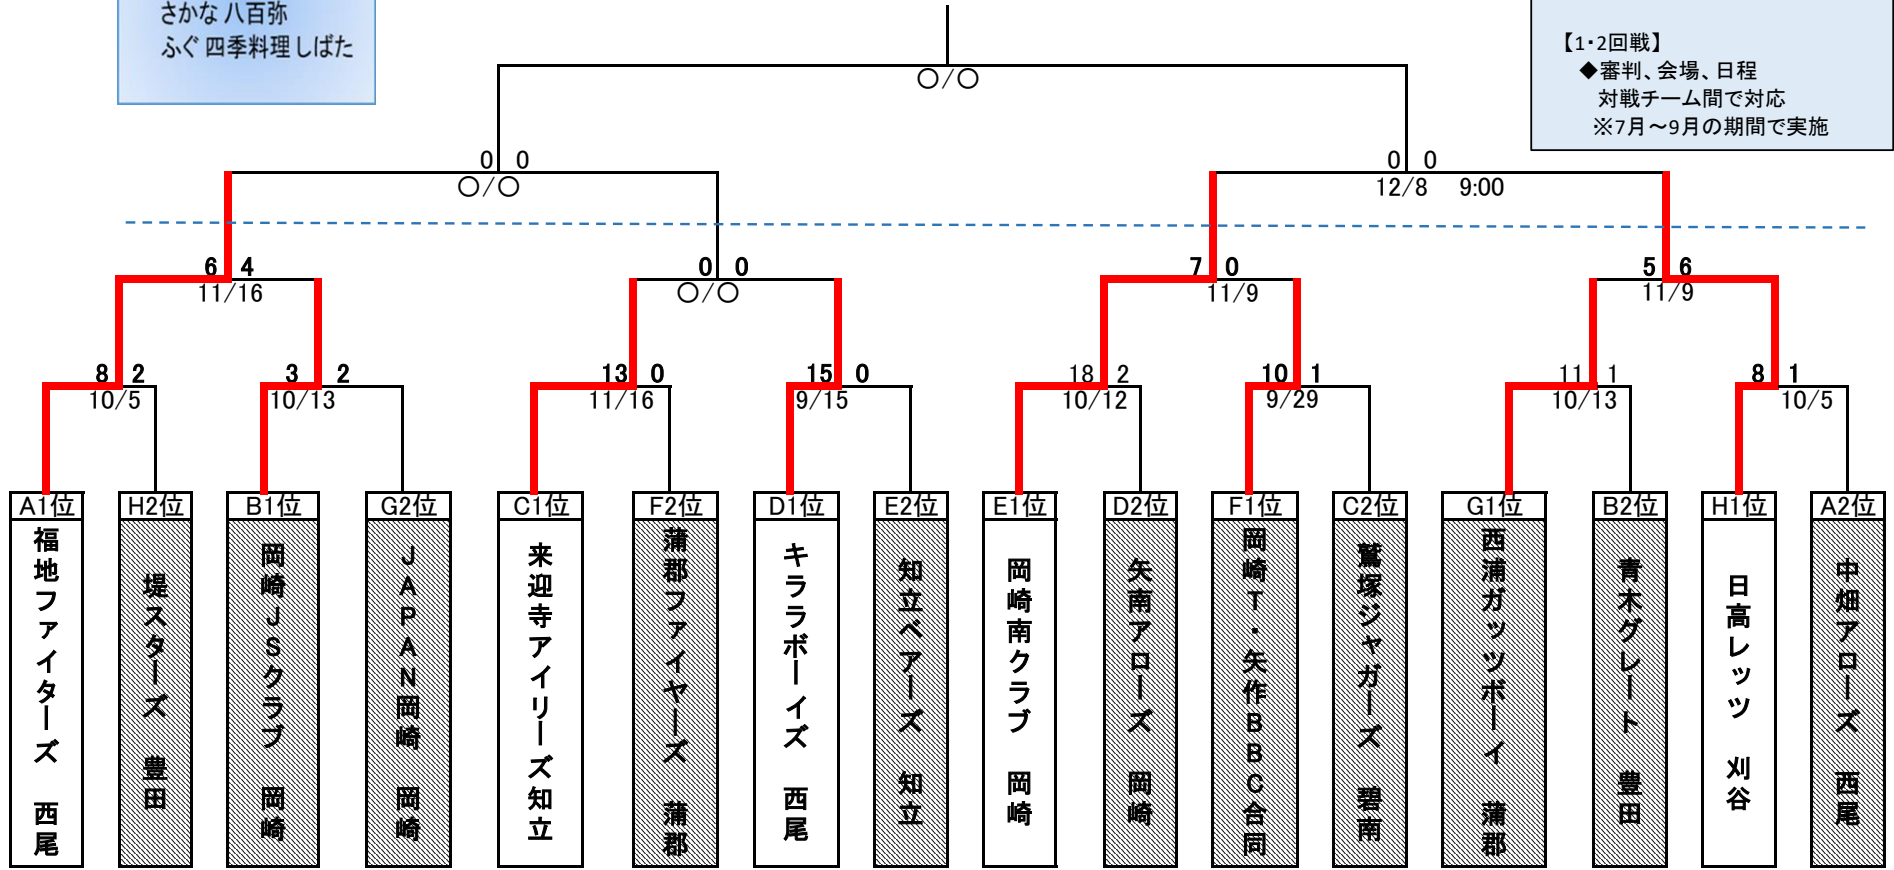 さかな 八百弥
ふぐ 四季料理 しばた
【1・2回戦】
◆審判、会場、日程
対戦チーム間で対応
※7月～9月の期間で実施
〇/〇
0 0
〇/〇
0 0
12/8 9:00
6 4
11/16
0 0
〇/〇
7 0
11/9
5 6
11/9
8 2
10/5
3 2
10/13
13 0
11/16
15 0
9/15
18 2
10/12
10 1
9/29
11 1
10/13
8 1
10/5
A1位
H2位
B1位
G2位
C1位
F2位
D1位
E2位
E1位
D2位
F1位
C2位
G1位
B2位
H1位
A2位
福地ファイターズ 西尾
堤スターズ 豊田
岡崎JSクラブ 岡崎
JAPAN岡崎 岡崎
来迎寺アイリーズ知立
蒲郡ファイヤーズ 蒲郡
キララボーイズ 西尾
知立ベアーズ 知立
岡崎南クラブ 岡崎
矢南アローズ 岡崎
岡崎T・矢作BBC合同
鷲塚ジャガーズ 碧南
西浦ガッツボーイ 蒲郡
青木グレート 豊田
日高レッツ 刈谷
中畑アローズ 西尾